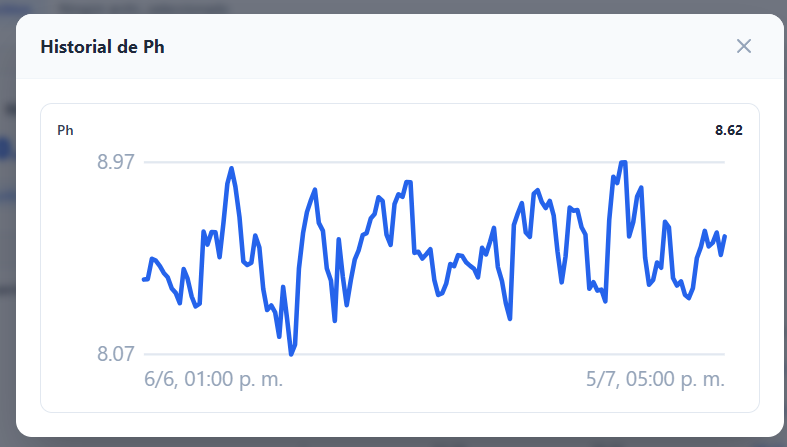 Historial de Ph
Ph
8.62
8.97
8.07
6/6, 01:00 p. m.
5/7, 05:00 p. m.